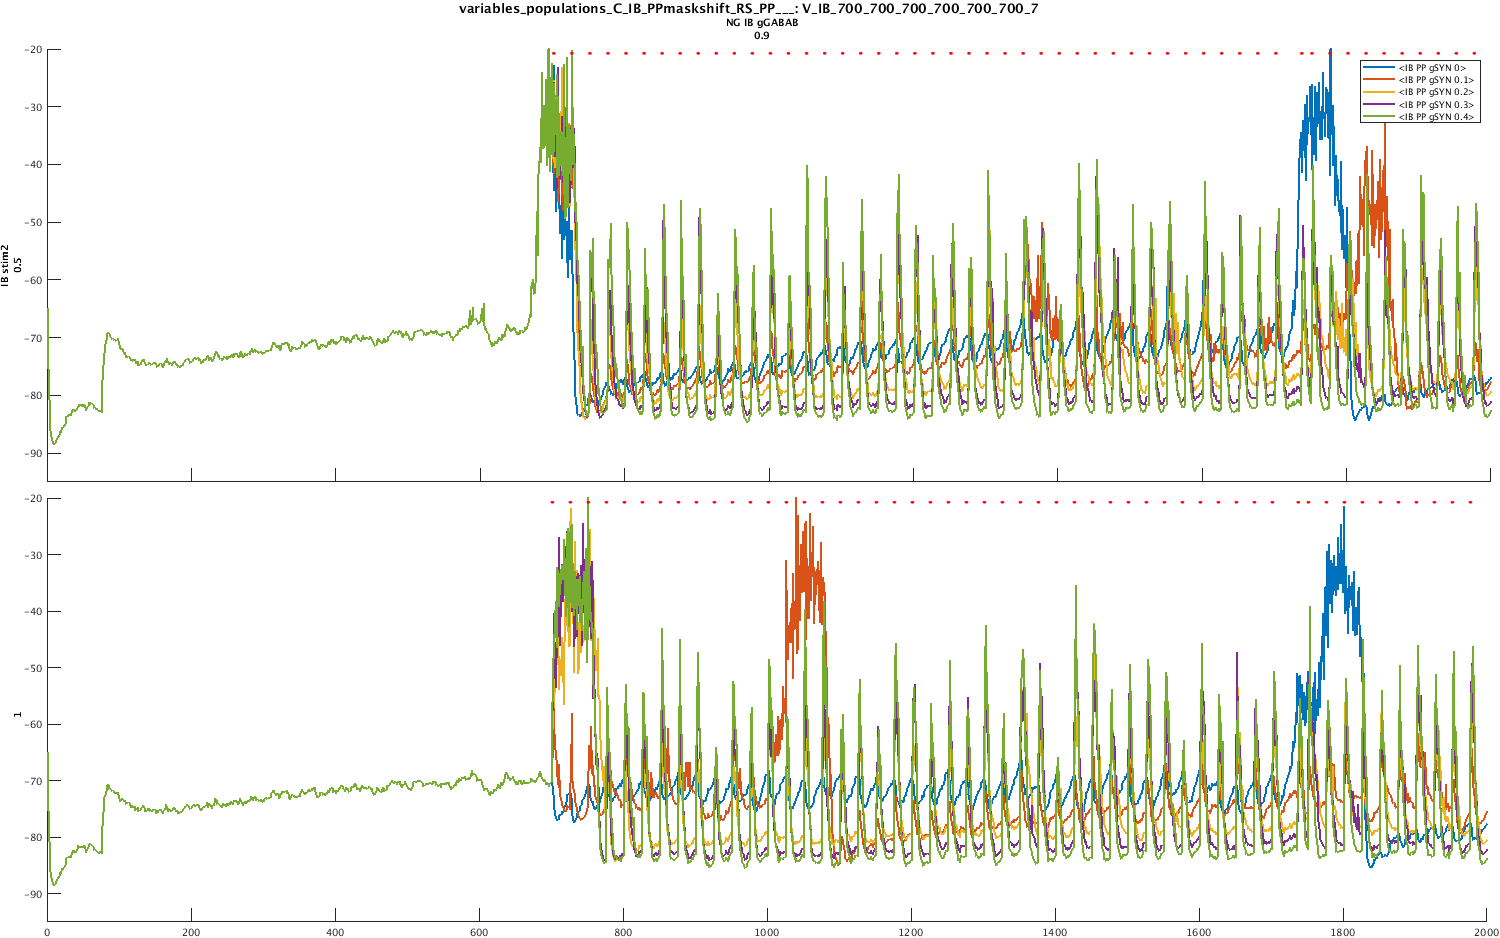 variables_populations_C_IB_PPmaskshift_RS_PP___: V_IB_700_700_700_700_700_700_7
NG IB gGABAB
0.9
IB stim2
0.5
-20
-30
-40
-50
-60
-70
-80
-90
<IB PP gSYN 0>
<IB PP gSYN 0.1>
<IB PP gSYN 0.2>
<IB PP gSYN 0.3>
<IB PP gSYN 0.4>
1
-20
-30
-40
-50
-60
-70
-80
-90
0 200 400 600 800 1000 1200 1400 1600 1800 2000